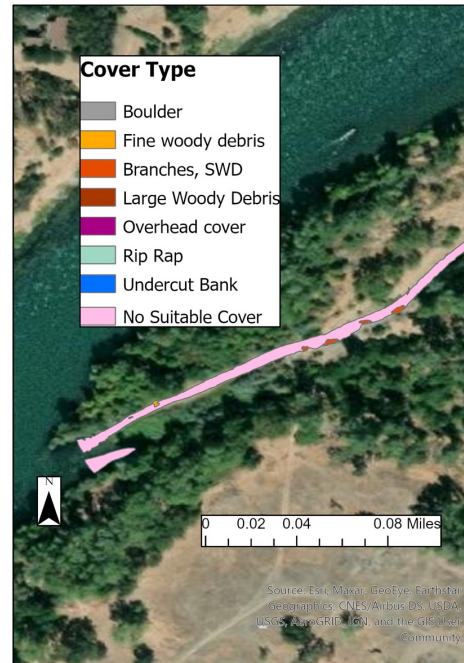 Cover Type
Boulder
Fine woody debris
Branches, SWD
Large Woody Debris
Overhead cover
Rip Rap
Undercut Bank
No Suitable Cover
N
0 0.02 0.04 0.08 Miles
Source: Esri, Maxar, GeoEye, Earthstar
Geographics, CNES/Airbus DS, USDA,
USGS, AeroGRID, IGN, and the GIS User
Community